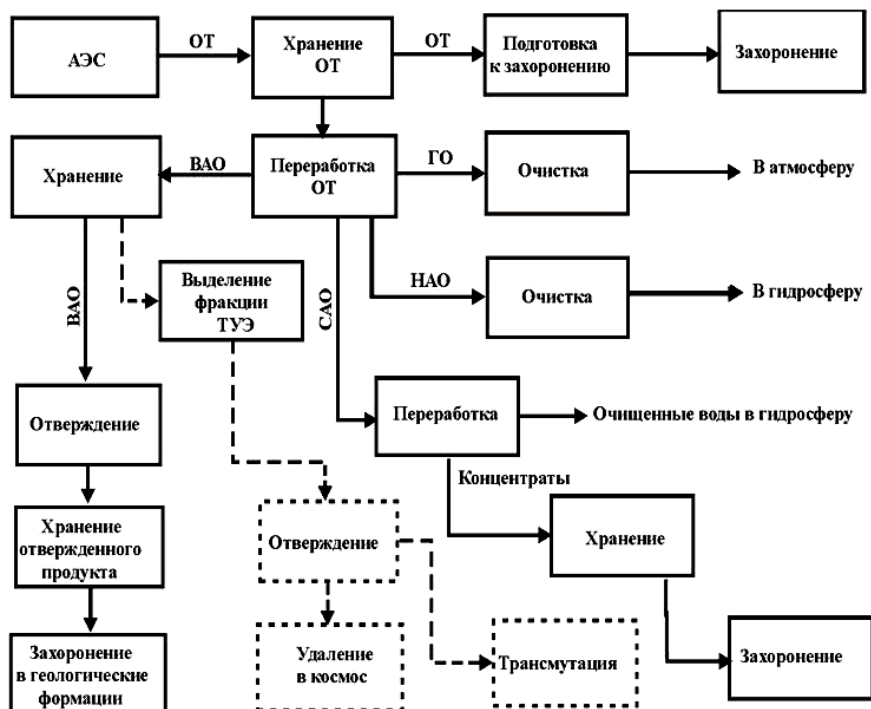 АЭС
ОТ
Хранение
ОТ
ОТ
Подготовка
к захоронению
Захоронение
Хранение
ВАО
Переработка
ОТ
ГО
Очистка
В атмосферу
ВАО
Выделение
фракции
ТУЭ
САО
НАО
Очистка
В гидросферу
Отверждение
Переработка
Очищенные воды в гидросферу
Концентраты
Хранение
отвержденного
продукта
Отверждение
Хранение
Захоронение
в геологические
формации
Удаление
в космос
Трансмутация
Захоронение